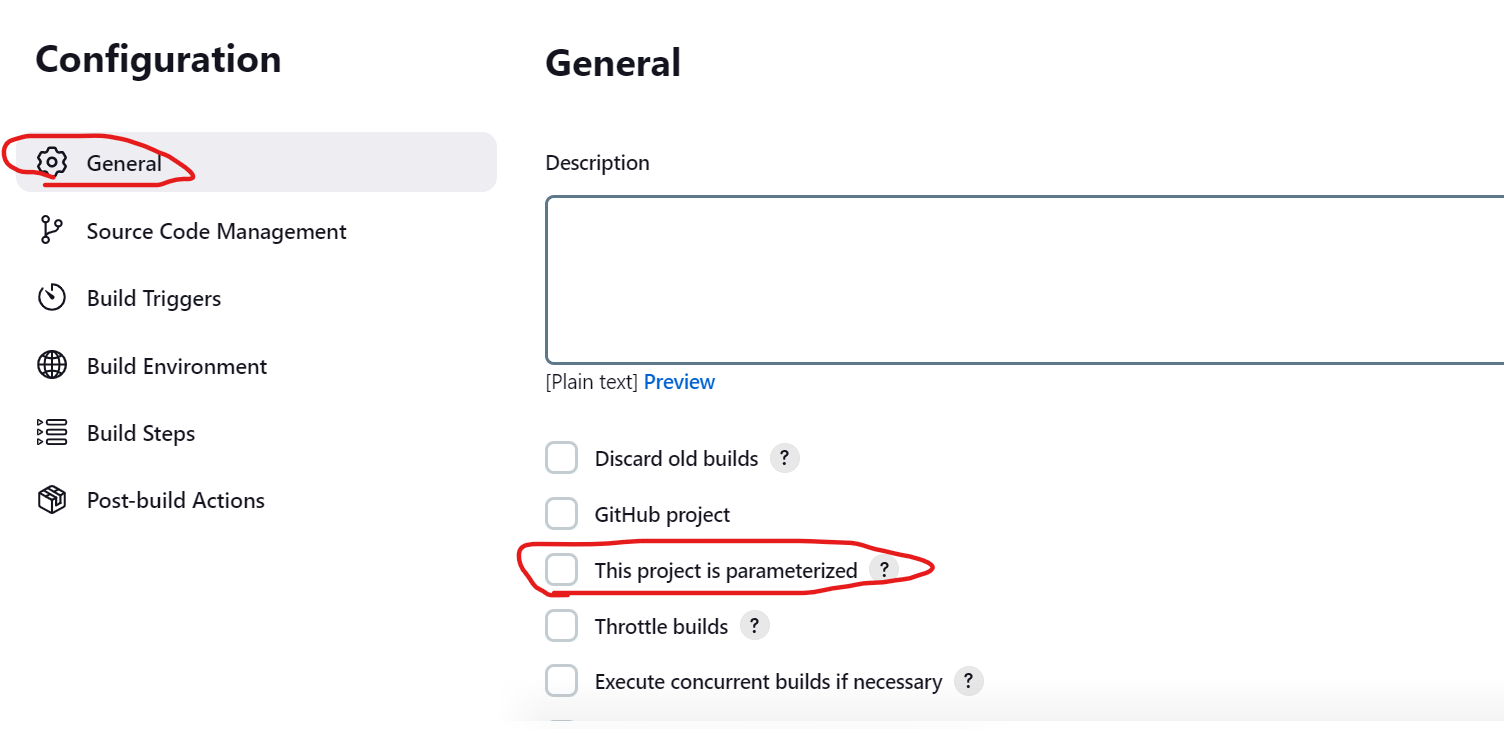 Configuration
General
Source Code Management
Build Triggers
Build Environment
Build Steps
Post-build Actions
General
Description
[Plain text] Preview
Discard old builds ?
GitHub project
This project is parameterized ?
Throttle builds ?
Execute concurrent builds if necessary ?